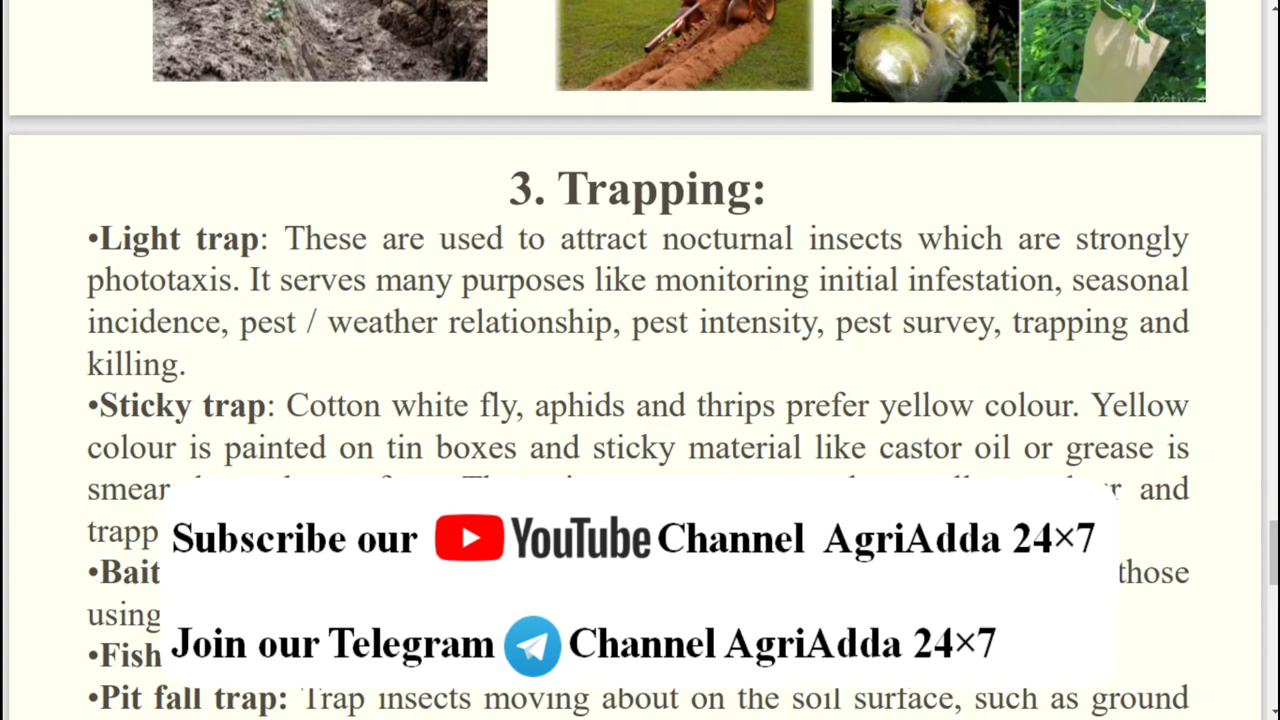 3. Trapping:
•Light trap: These are used to attract nocturnal insects which are strongly
phototaxis. It serves many purposes like monitoring initial infestation, seasonal
incidence, pest / weather relationship, pest intensity, pest survey, trapping and
killing.
•Sticky trap: Cotton white fly, aphids and thrips prefer yellow colour. Yellow
colour is painted on tin boxes and sticky material like castor oil or grease is
smear and
trapp
Subscribe our YouTube Channel AgriAdda 24×7
•Bait those
using
Join our Telegram Channel AgriAdda 24×7
•Fish
•Pit fall trap: Trap insects moving about on the soil surface, such as ground